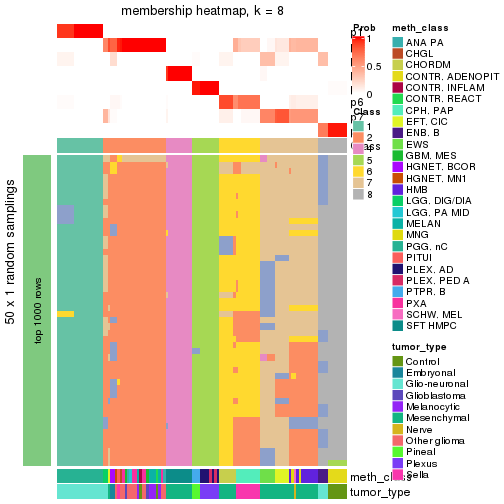 membership heatmap, k = 8
50 x 1 random samplings
top 1000 rows
p6
meth_class
tumor_type
Prob
1
0.5
0
Class
1
2
4
5
6
7
8
meth_class
ANA PA
CHGL
CHORDM
CONTR. ADENOPIT
CONTR. INFLAM
CONTR. REACT
CPH. PAP
EFT. CIC
ENB. B
EWS
GBM. MES
HGNET. BCOR
HGNET. MN1
HMB
LGG. DIG/DIA
LGG. PA MID
MELAN
MNG
PGG. nC
PITUI
PLEX. AD
PLEX. PED A
PTPR. B
PXA
SCHW. MEL
SFT HMPC
tumor_type
Control
Embryonal
Glio-neuronal
Glioblastoma
Melanocytic
Mesenchymal
Nerve
Other glioma
Pineal
Plexus
Sella